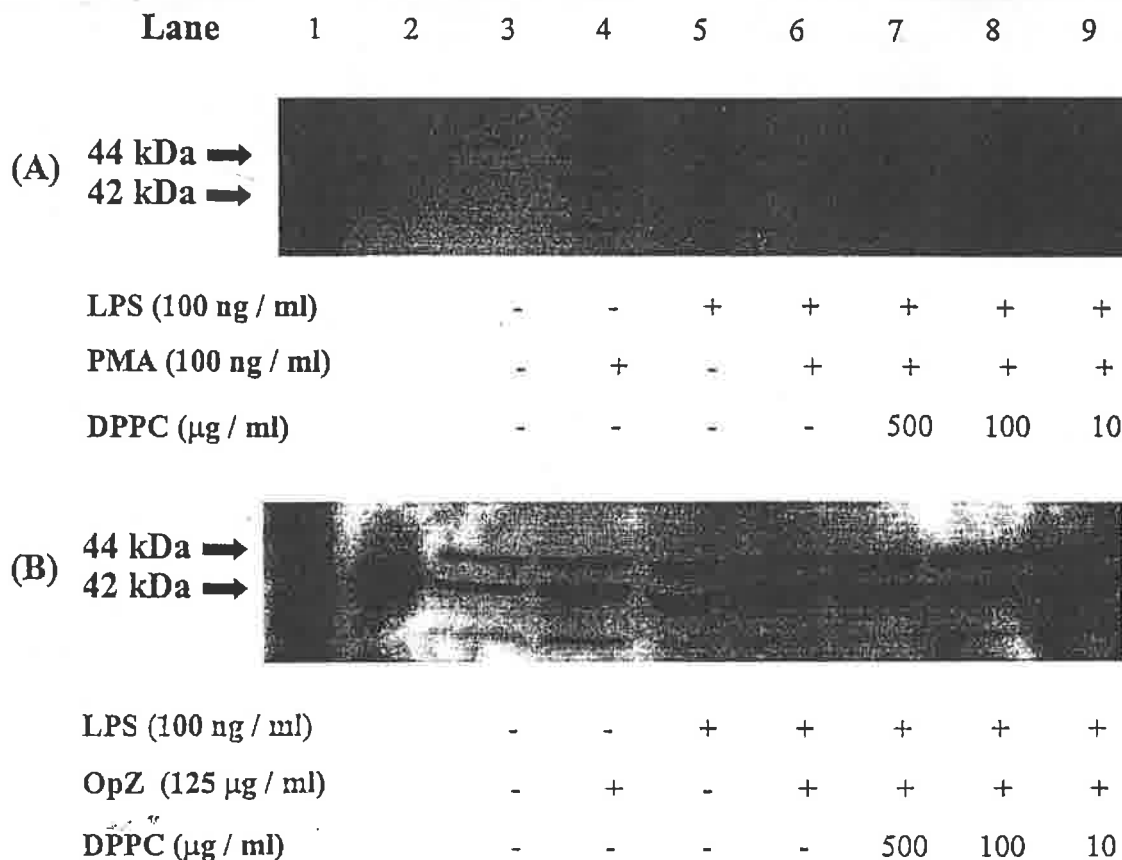 Lane 1 2 3 4 5 6 7 8 9
(A)
44 kDa
42 kDa
LPS (100 ng / ml) - - + + + + +
PMA (100 ng / ml) - + - + + + +
DPPC (µg / ml) - - - - 500 100 10
(B)
44 kDa
42 kDa
LPS (100 ng / ml) - - + + + + +
OpZ (125 µg / ml) - + - + + + +
DPPC (µg / ml) - - - - 500 100 10